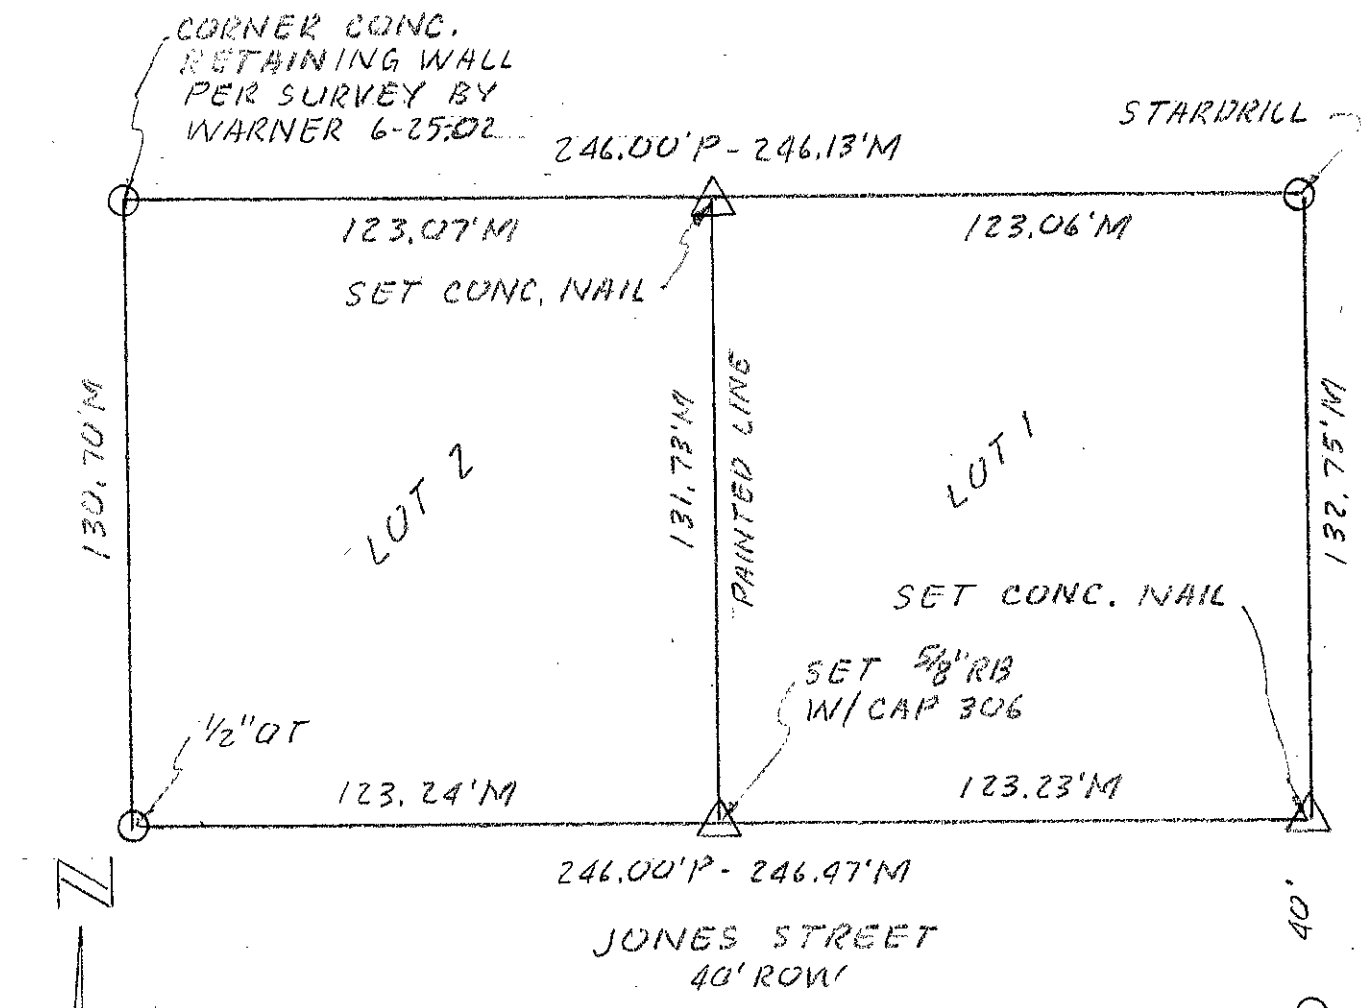 CORNER CONC.
RETAINING WALL
PER SURVEY BY
WARNER 6-25-02
STARDRILL
246.00'P - 246.13'M
123.07'M
123.06'M
SET CONC. NAIL
130.70'M
LOT 2
131.73'M
PAINTED LINE
LOT 1
132.75'M
SET CONC. NAIL
SET 5/8" RB
W/CAP 306
1/2" OT
123.24'M
123.23'M
246.00'P - 246.47'M
N
JONES STREET
40' ROW
40'